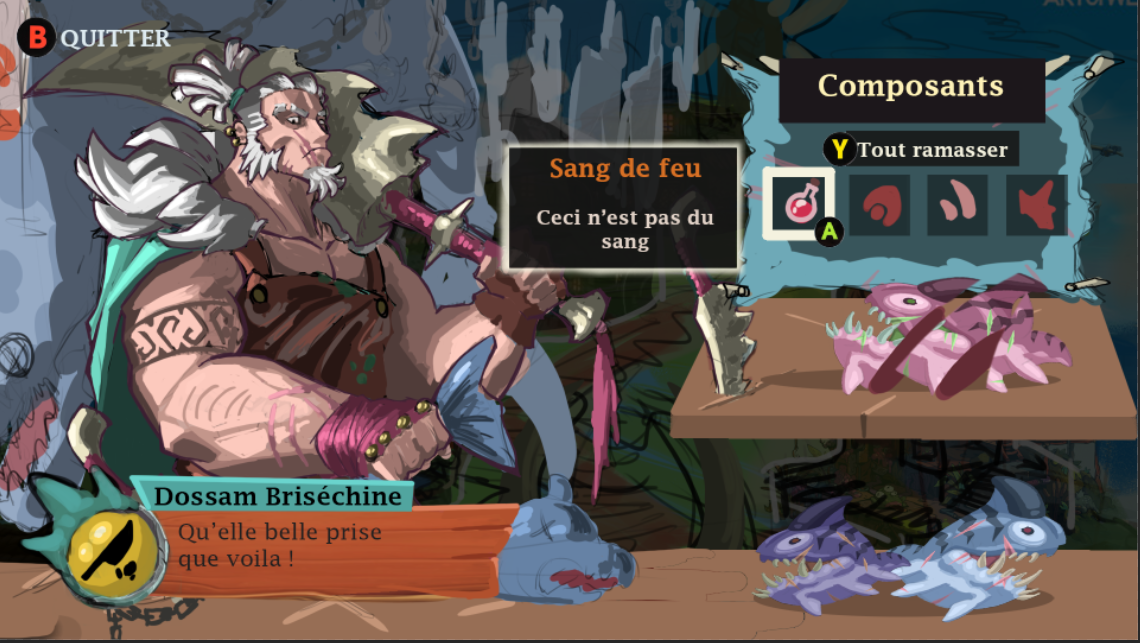 B QUITTER
Composants
Y Tout ramasser
Sang de feu
Ceci n’est pas du
sang
A
Dossam Briséchine
Qu’elle belle prise
que voila !